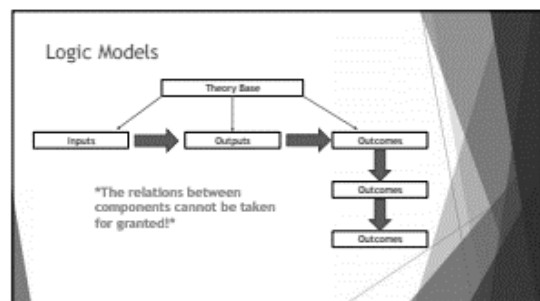 Logic Models
Theory Base
Inputs
Outputs
Outcomes
Outcomes
Outcomes
"The relations between
components cannot be taken
for granted!"